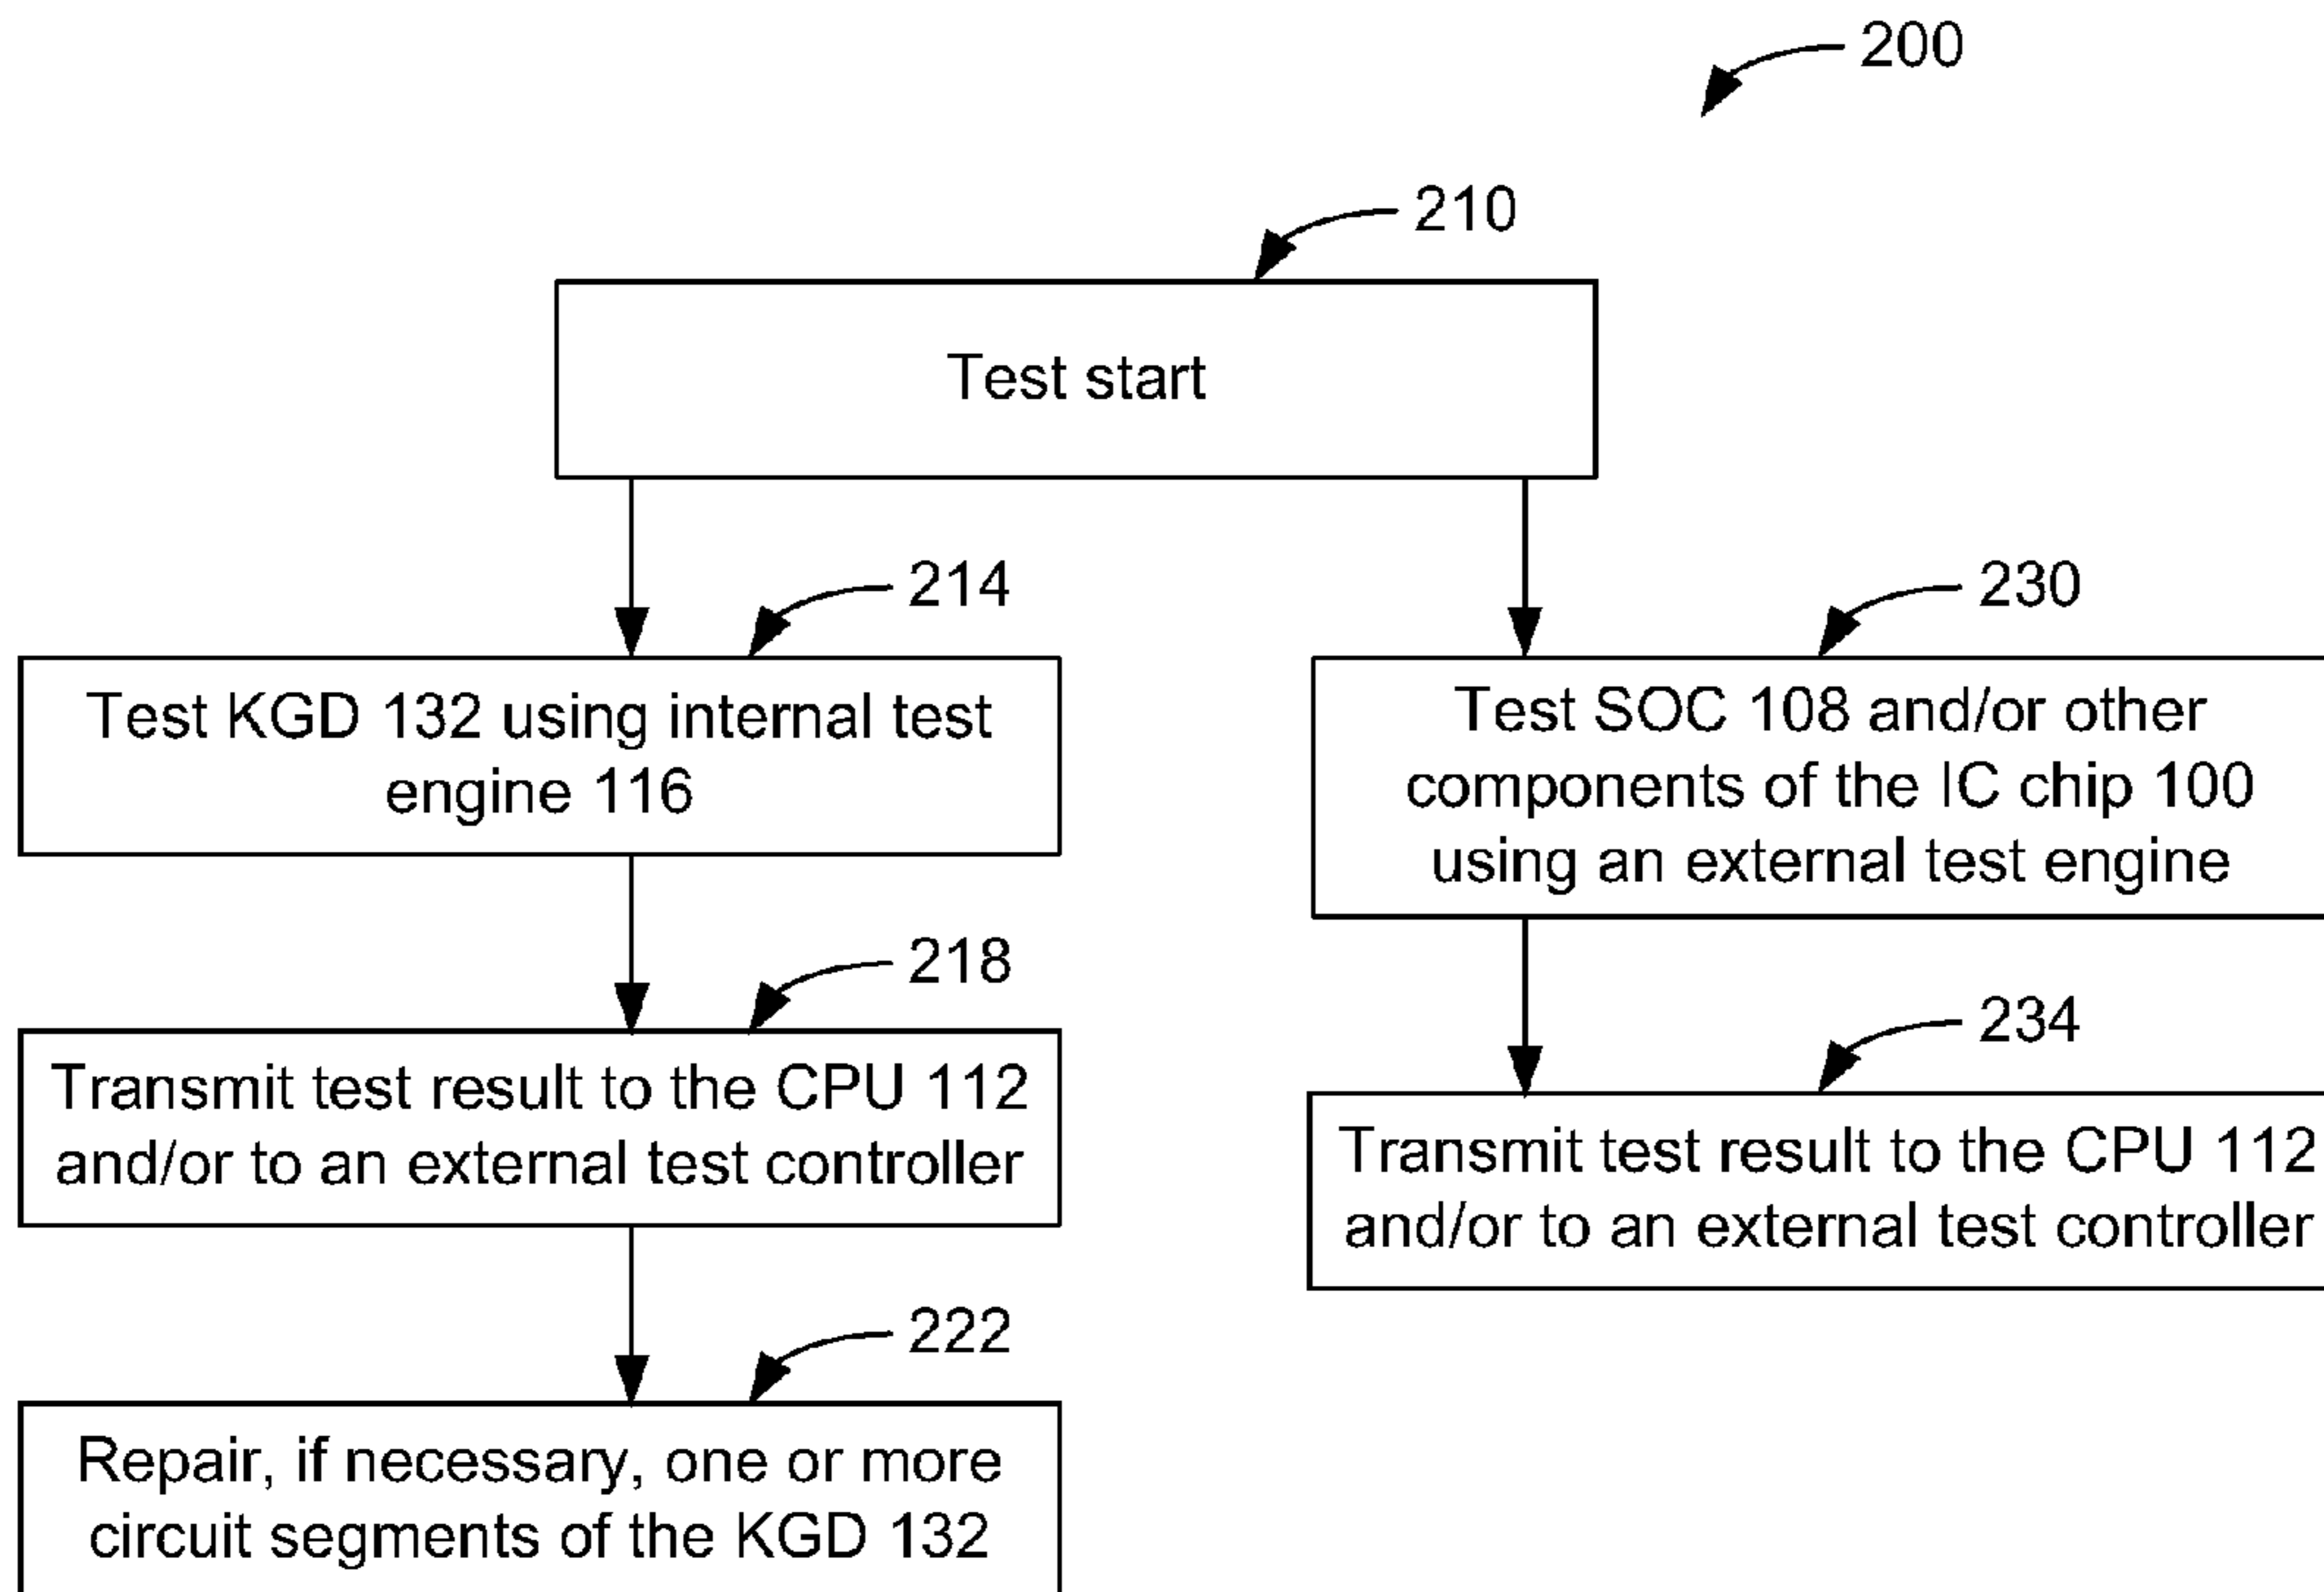 200
210
Test start
214
Test KGD 132 using internal test
engine 116
218
Transmit test result to the CPU 112
and/or to an external test controller
222
Repair, if necessary, one or more
circuit segments of the KGD 132
230
Test SOC 108 and/or other
components of the IC chip 100
using an external test engine
234
Transmit test result to the CPU 112
and/or to an external test controller